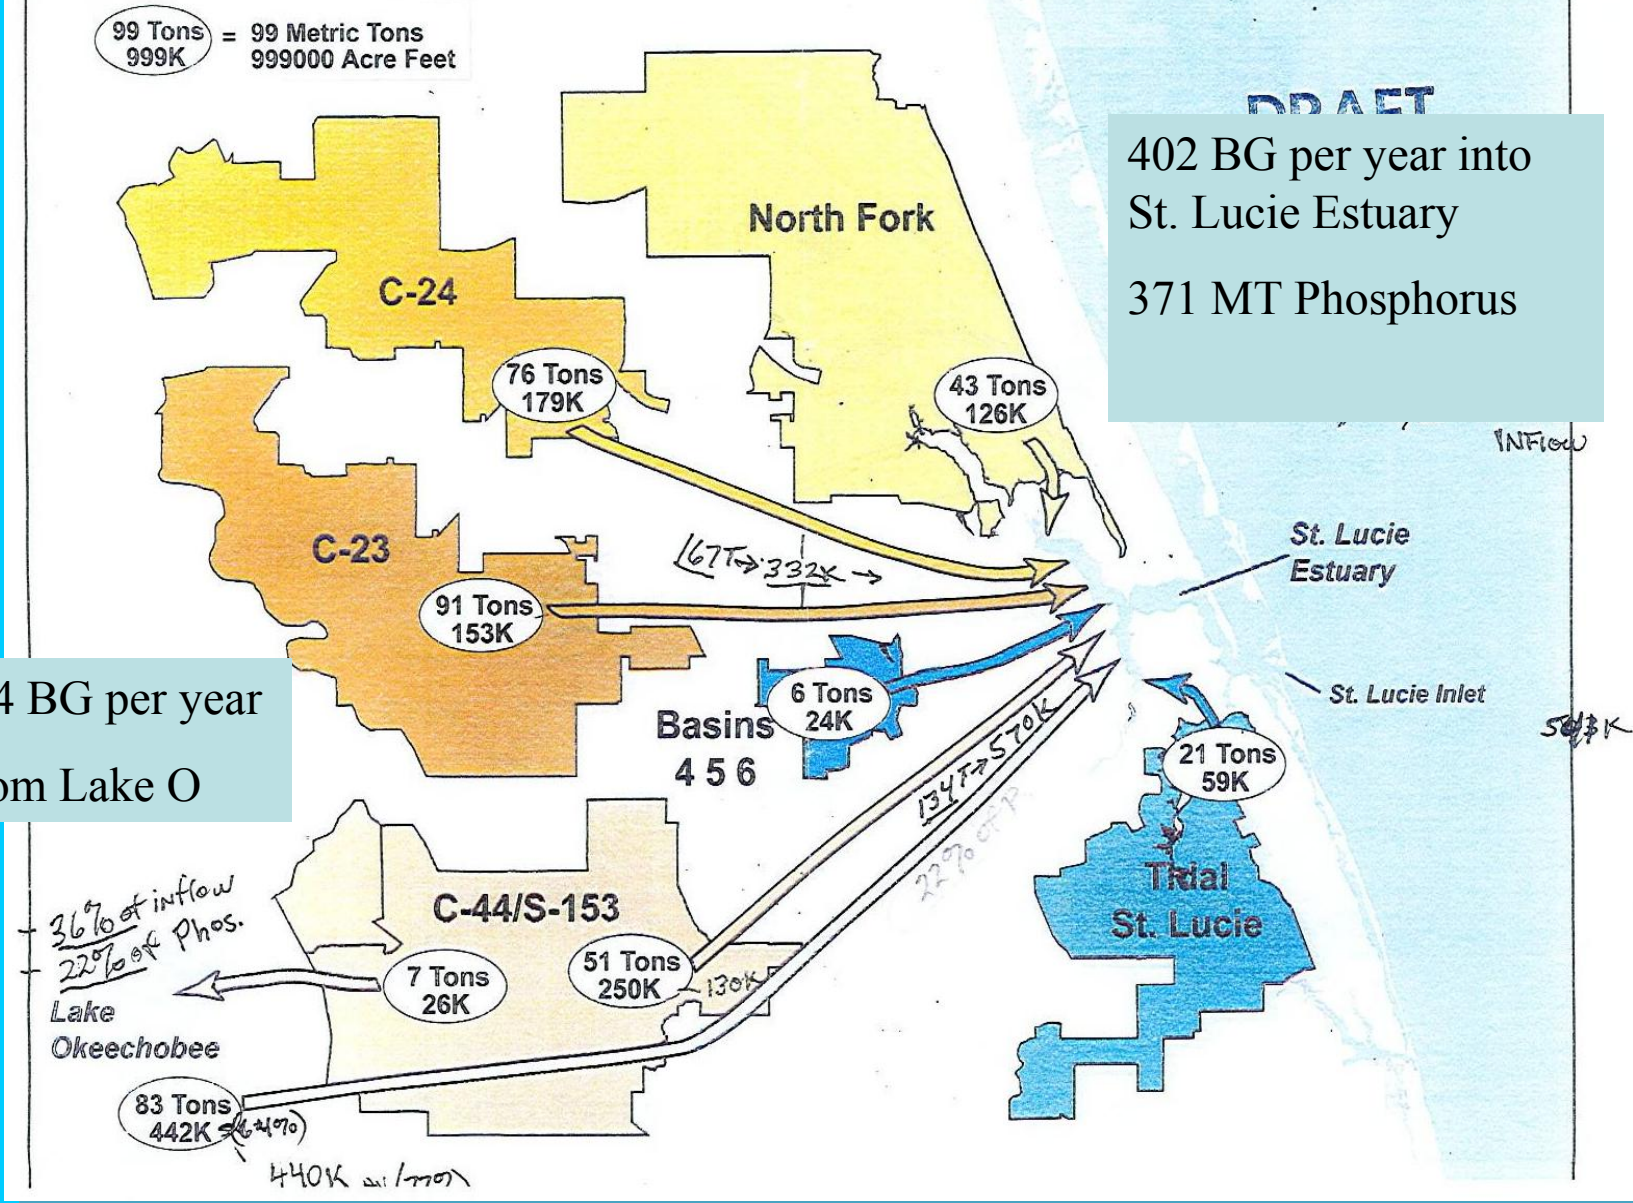 99 Tons
999K
= 99 Metric Tons
999000 Acre Feet
DRAFT
402 BG per year into
St. Lucie Estuary
371 MT Phosphorus
INFlow
North Fork
C-24
76 Tons
179K
43 Tons
126K
C-23
167T→ 332K →
St. Lucie
Estuary
91 Tons
153K
4 BG per year
om Lake O
6 Tons
24K
Basins
4 5 6
St. Lucie Inlet
21 Tons
59K
134T→570K
22% of P
Tidal
St. Lucie
36% of inflow
22% of Phos.
C-44/S-153
7 Tons
26K
51 Tons
250K
130K
Lake
Okeechobee
83 Tons
442K
440K